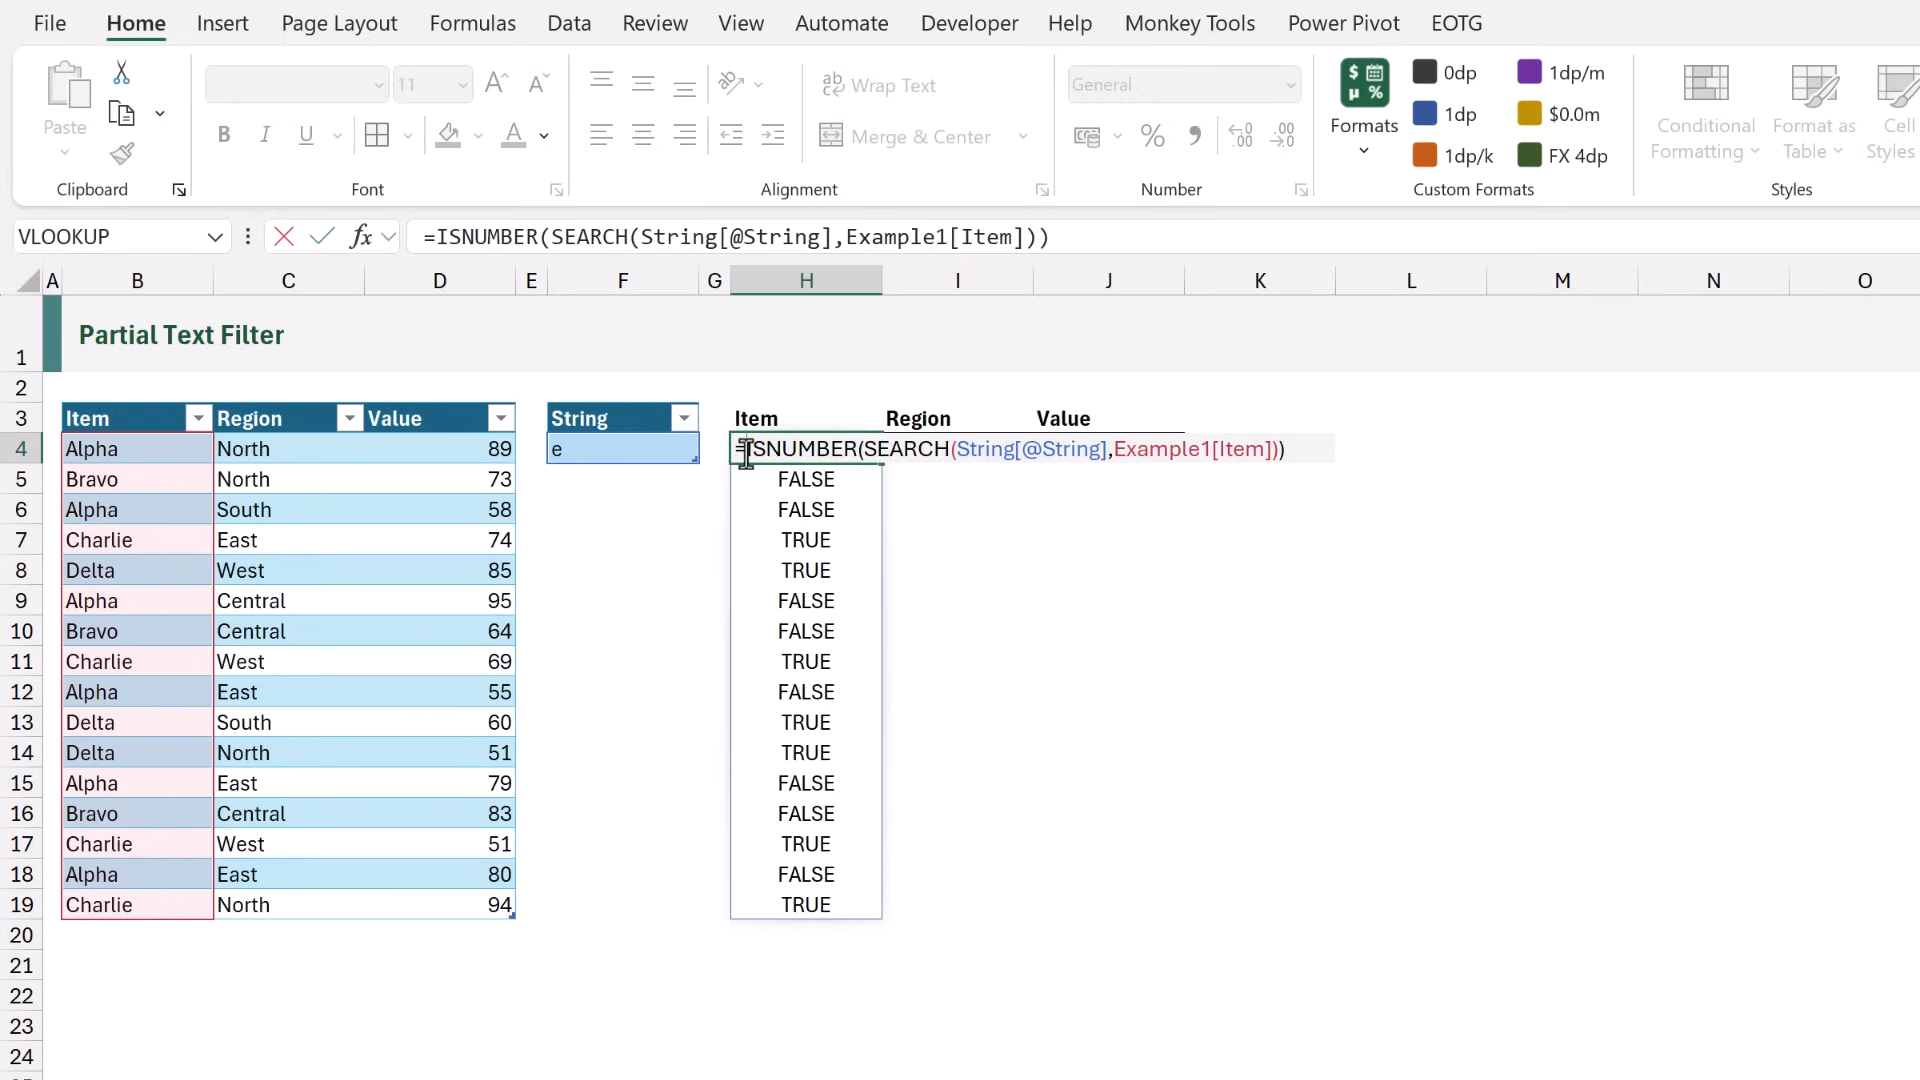 File Home Insert Page Layout Formulas Data Review View Automate Developer Help Monkey Tools Power Pivot EOTG
Paste
Clipboard
11
B I U A
Font
ab Wrap Text
Merge & Center
Alignment
General
% , .00 .00
Number
$ µ %
Formats
0dp 1dp/m
1dp $0.0m
1dp/k FX 4dp
Custom Formats
Conditional Formatting
Format as Table
Cell Styles
Styles
VLOOKUP fx =ISNUMBER(SEARCH(String[@String],Example1[Item]))
A B C D E F G H I J K L M N O
1 Partial Text Filter
2
3 Item Region Value String Item Region Value
4 Alpha North 89 e =ISNUMBER(SEARCH(String[@String],Example1[Item]))
5 Bravo North 73 FALSE
6 Alpha South 58 FALSE
7 Charlie East 74 TRUE
8 Delta West 85 TRUE
9 Alpha Central 95 FALSE
10 Bravo Central 64 FALSE
11 Charlie West 69 TRUE
12 Alpha East 55 FALSE
13 Delta South 60 TRUE
14 Delta North 51 TRUE
15 Alpha East 79 FALSE
16 Bravo Central 83 FALSE
17 Charlie West 51 TRUE
18 Alpha East 80 FALSE
19 Charlie North 94 TRUE
20
21
22
23
24